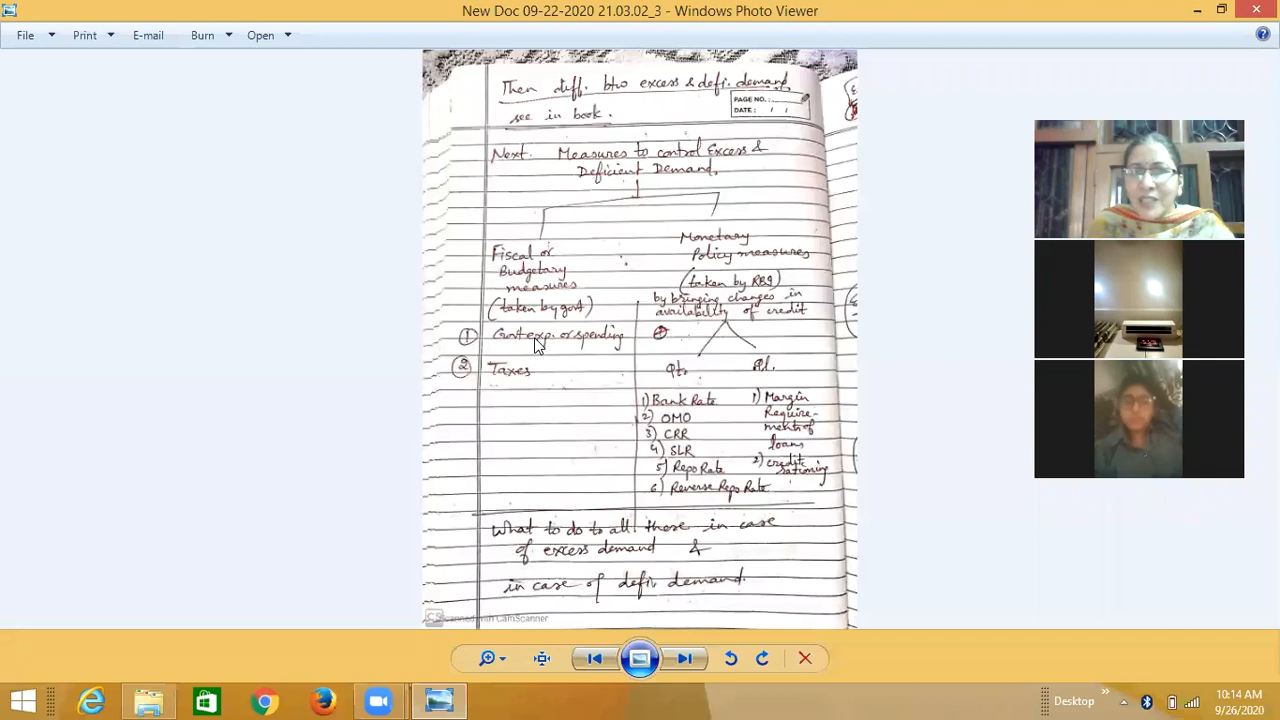 New Doc 09-22-2020 21.03.02_3 - Windows Photo Viewer
File Print E-mail Burn Open
Then diff. btw excess & defi. demand
see in book.
PAGE NO.:
DATE: / /
Next. Measures to control Excess &
Deficient Demand.
Fiscal or
Budgetary
measures
(taken by govt)
① Govt exp. or spending
② Taxes
Monetary
Policy measures
(taken by RBI)
by bringing changes in
availability of credit
Qt. Ql.
1) Bank Rate
2) OMO
3) CRR
4) SLR
5) Repo Rate
6) Reverse Repo Rate
1) Margin
Require-
ments of
loans
2) credit
rationing
What to do to all these in case
of excess demand &
in case of defi. demand.
CS Scanned with CamScanner
Desktop
10:14 AM
9/26/2020